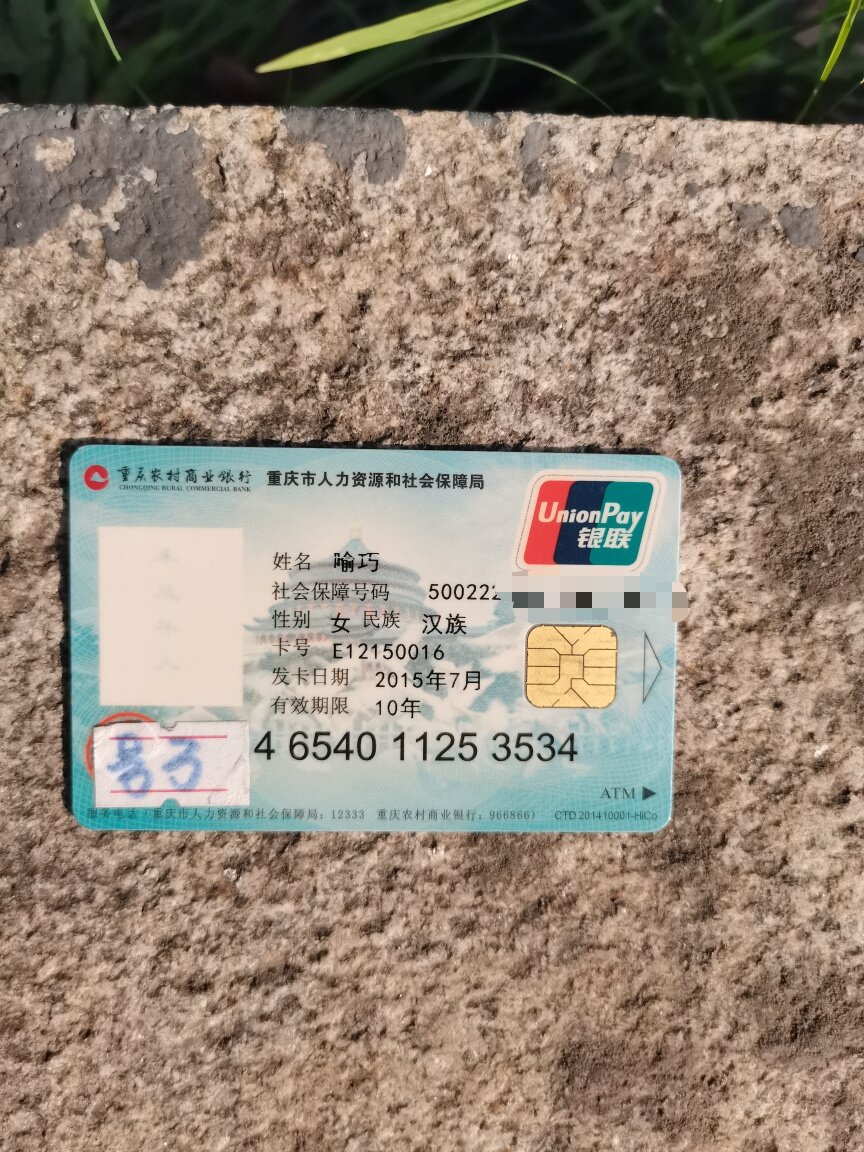 重庆农村商业银行 重庆市人力资源和社会保障局
CHONGQING RURAL COMMERCIAL BANK
UnionPay
银联
姓名 喻巧
社会保障号码 500222
性别 女 民族 汉族
卡号 E12150016
发卡日期 2015年7月
有效期限 10年
4 6540 1125 3534
ATM
服务电话(重庆市人力资源和社会保障局:12333 重庆农村商业银行:966866) CTD 201410001-HiCo